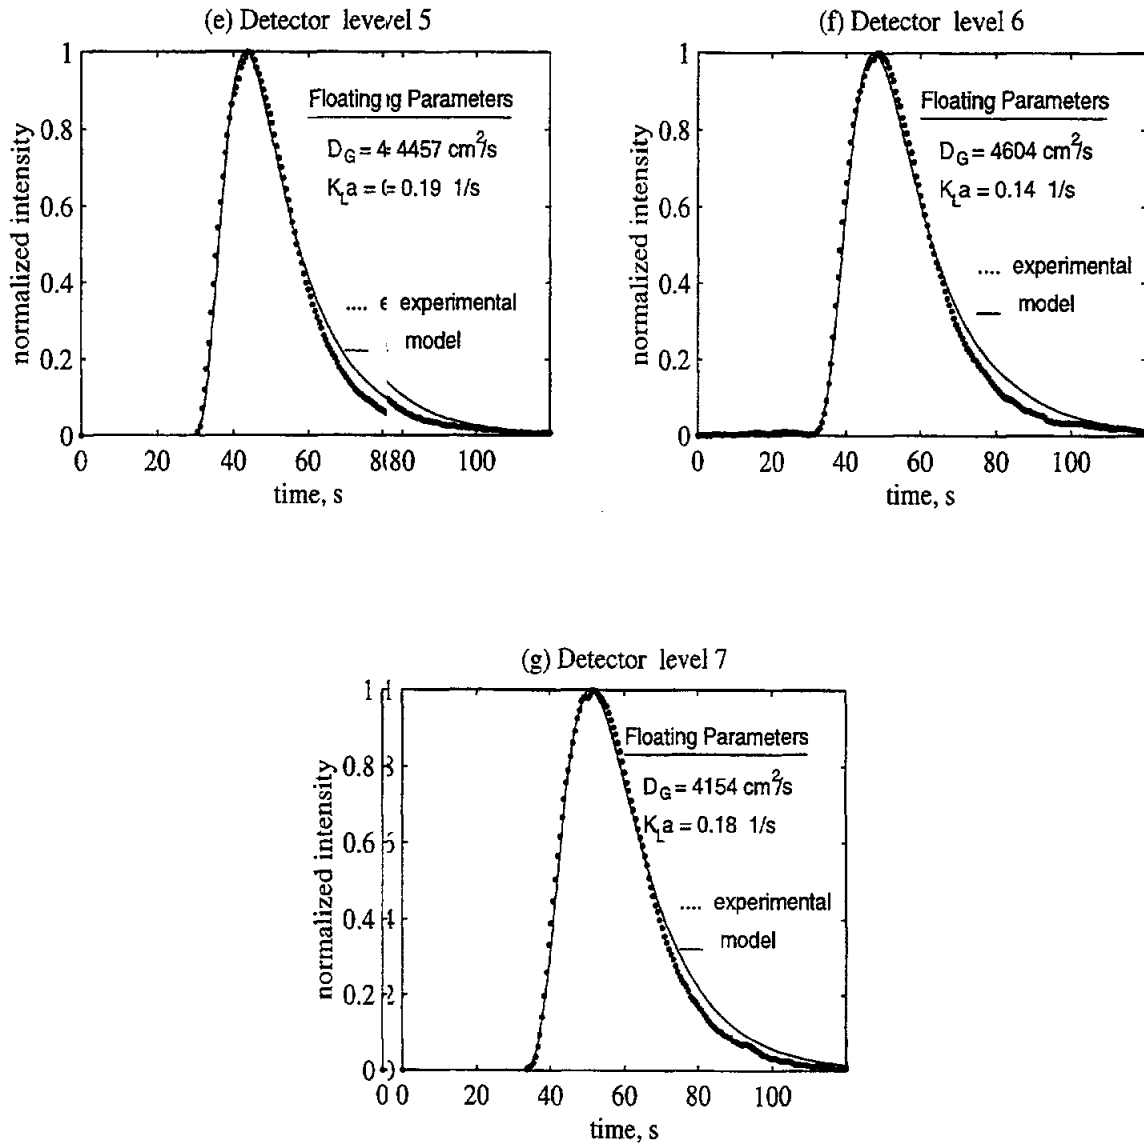 (e) Detector level 5
(f) Detector level 6
1
0.8
0.6
0.4
0.2
0
normalized intensity
Floating Parameters
D_G = 4457 cm²/s
K_La = 0.19 1/s
.... experimental
__ model
0 20 40 60 80 100
time, s
1
0.8
0.6
0.4
0.2
0
normalized intensity
Floating Parameters
D_G = 4604 cm²/s
K_La = 0.14 1/s
.... experimental
__ model
0 20 40 60 80 100
time, s
(g) Detector level 7
1
0.8
0.6
0.4
0.2
0
normalized intensity
Floating Parameters
D_G = 4154 cm²/s
K_La = 0.18 1/s
.... experimental
__ model
0 20 40 60 80 100
time, s